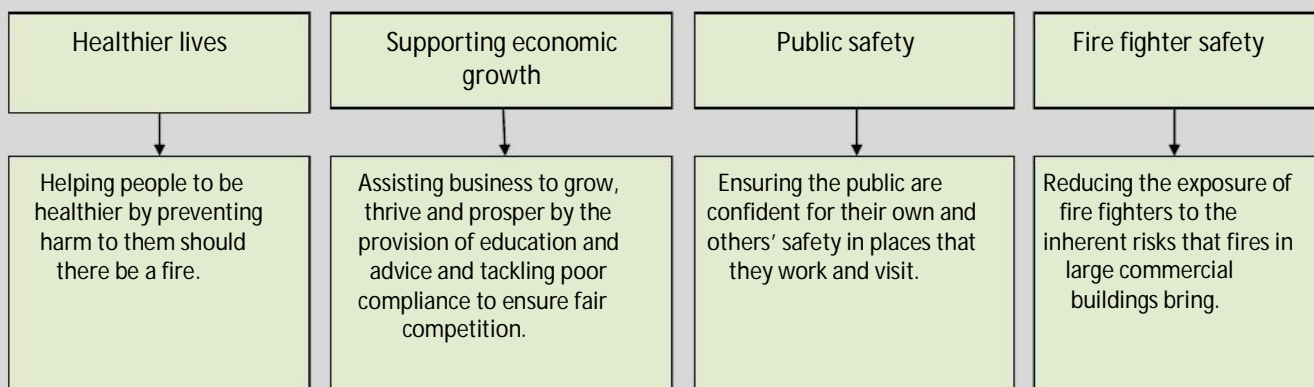 Healthier lives
Supporting economic
growth
Public safety
Fire fighter safety
Helping people to be
healthier by preventing
harm to them should
there be a fire.
Assisting business to grow,
thrive and prosper by the
provision of education and
advice and tackling poor
compliance to ensure fair
competition.
Ensuring the public are
confident for their own and
others’ safety in places that
they work and visit.
Reducing the exposure of
fire fighters to the
inherent risks that fires in
large commercial
buildings bring.